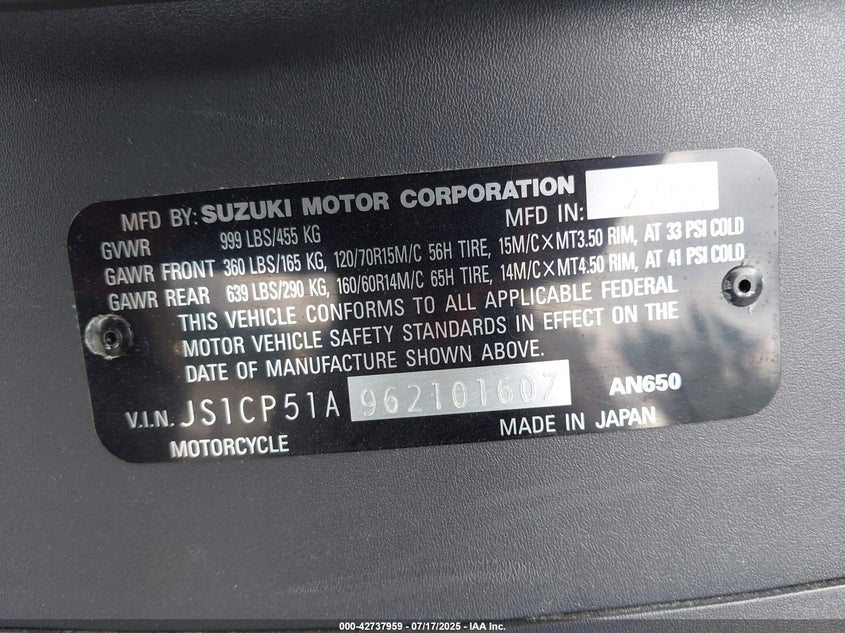 MFD BY: SUZUKI MOTOR CORPORATION
MFD IN:
GVWR 999 LBS/455 KG
GAWR FRONT 360 LBS/165 KG, 120/70R15M/C 56H TIRE, 15M/C×MT3.50 RIM, AT 33 PSI COLD
GAWR REAR 639 LBS/290 KG, 160/60R14M/C 65H TIRE, 14M/C×MT4.50 RIM, AT 41 PSI COLD
THIS VEHICLE CONFORMS TO ALL APPLICABLE FEDERAL
MOTOR VEHICLE SAFETY STANDARDS IN EFFECT ON THE
DATE OF MANUFACTURE SHOWN ABOVE.
V.I.N. JS1CP51A962101607 AN650
MOTORCYCLE MADE IN JAPAN
000-42737959 | 07/17/2025 | IAA Inc.